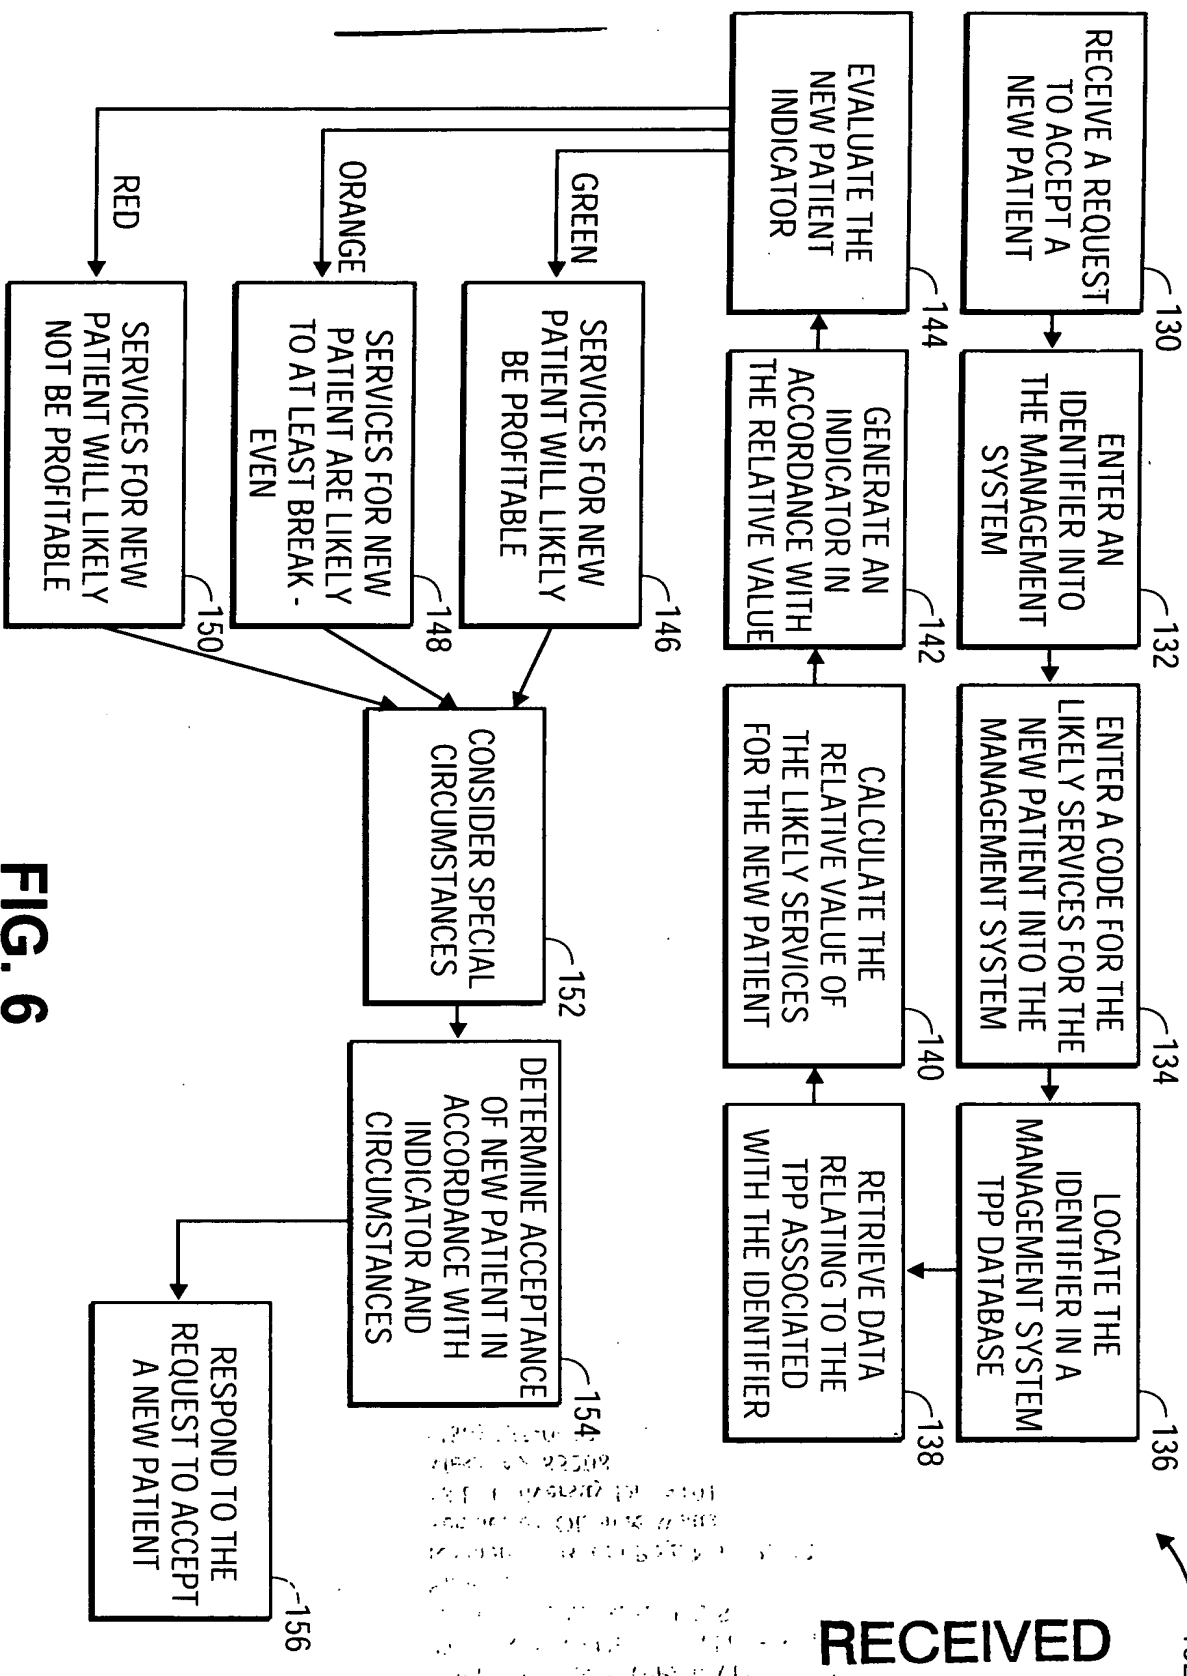 RECEIVE A REQUEST
TO ACCEPT A
NEW PATIENT
130
ENTER AN
IDENTIFIER INTO
THE MANAGEMENT
SYSTEM
132
ENTER A CODE FOR THE
LIKELY SERVICES FOR THE
NEW PATIENT INTO THE
MANAGEMENT SYSTEM
134
LOCATE THE
IDENTIFIER IN A
MANAGEMENT SYSTEM
TPP DATABASE
136
RETRIEVE DATA
RELATING TO THE
TPP ASSOCIATED
WITH THE IDENTIFIER
138
CALCULATE THE
RELATIVE VALUE OF
THE LIKELY SERVICES
FOR THE NEW PATIENT
140
GENERATE AN
INDICATOR IN
ACCORDANCE WITH
THE RELATIVE VALUE
142
EVALUATE THE
NEW PATIENT
INDICATOR
144
GREEN
SERVICES FOR NEW
PATIENT WILL LIKELY
BE PROFITABLE
146
ORANGE
SERVICES FOR NEW
PATIENT ARE LIKELY
TO AT LEAST BREAK-
EVEN
148
RED
SERVICES FOR NEW
PATIENT WILL LIKELY
NOT BE PROFITABLE
150
CONSIDER SPECIAL
CIRCUMSTANCES
152
DETERMINE ACCEPTANCE
OF NEW PATIENT IN
ACCORDANCE WITH
INDICATOR AND
CIRCUMSTANCES
154
RESPOND TO THE
REQUEST TO ACCEPT
A NEW PATIENT
156
FIG. 6
RECEIVED